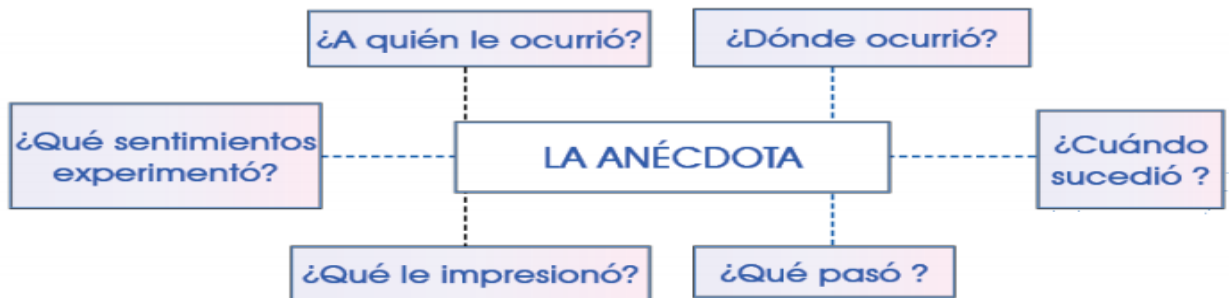 ¿A quién le ocurrió?
¿Dónde ocurrió?
¿Qué sentimientos
experimentó?
LA ANÉCDOTA
¿Cuándo
sucedió ?
¿Qué le impresionó?
¿Qué pasó ?